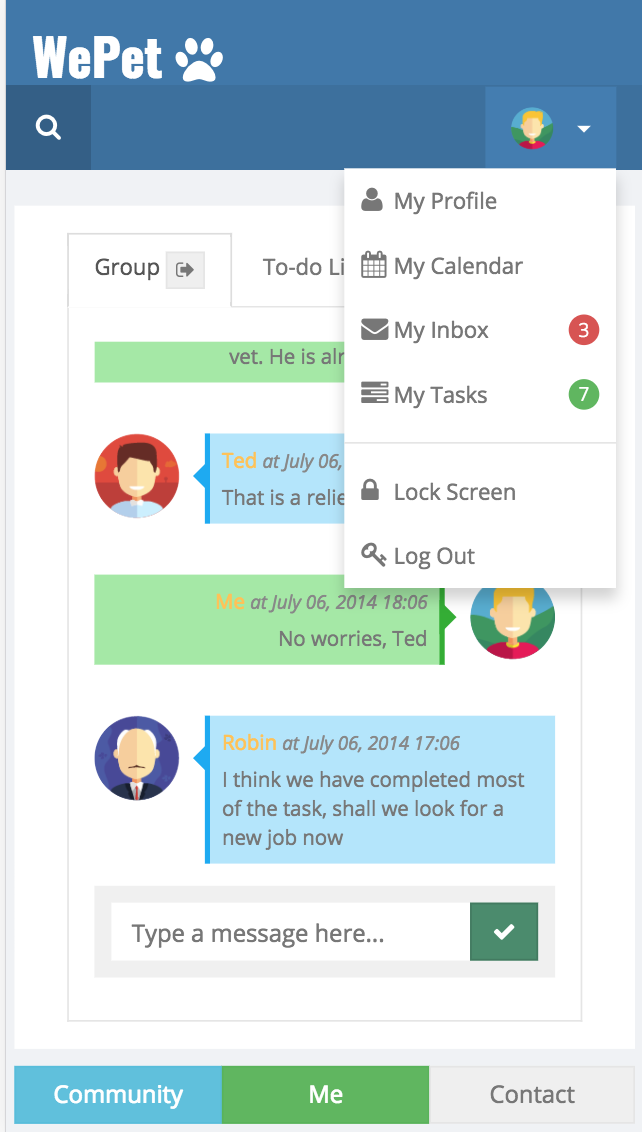 WePet
My Profile
My Calendar
My Inbox 3
My Tasks 7
Lock Screen
Log Out
Group To-do Li
vet. He is alr
Ted at July 06,
That is a relie
Me at July 06, 2014 18:06
No worries, Ted
Robin at July 06, 2014 17:06
I think we have completed most
of the task, shall we look for a
new job now
Type a message here...
Community Me Contact